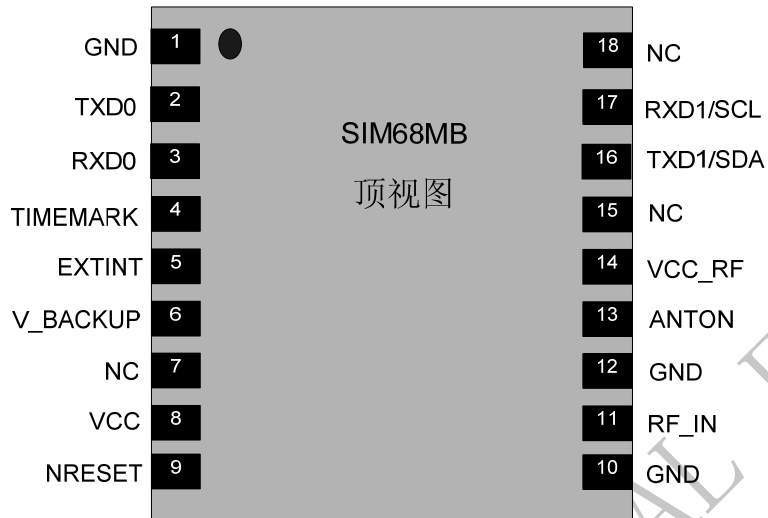 GND 1 18 NC
TXD0 2 17 RXD1/SCL
SIM68MB
RXD0 3 16 TXD1/SDA
顶视图
TIMEMARK 4 15 NC
EXTINT 5 14 VCC_RF
V_BACKUP 6 13 ANTON
NC 7 12 GND
VCC 8 11 RF_IN
NRESET 9 10 GND